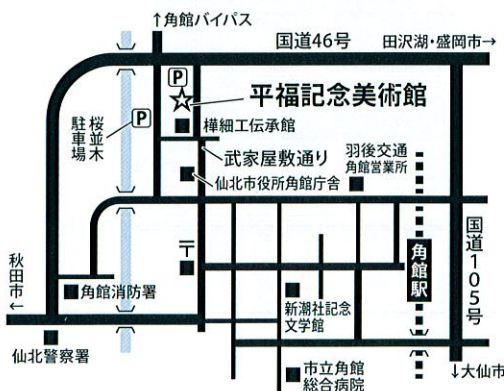 ↑角館バイパス
国道46号
田沢湖・盛岡市→
P
☆平福記念美術館
桜並木
駐車場
P
樺細工伝承館
武家屋敷通り
羽後交通
角館営業所
仙北市役所角館庁舎
秋田市
←
〒
角館駅
国道105号
角館消防署
新潮社記念
文学館
仙北警察署
市立角館
総合病院
↓大仙市